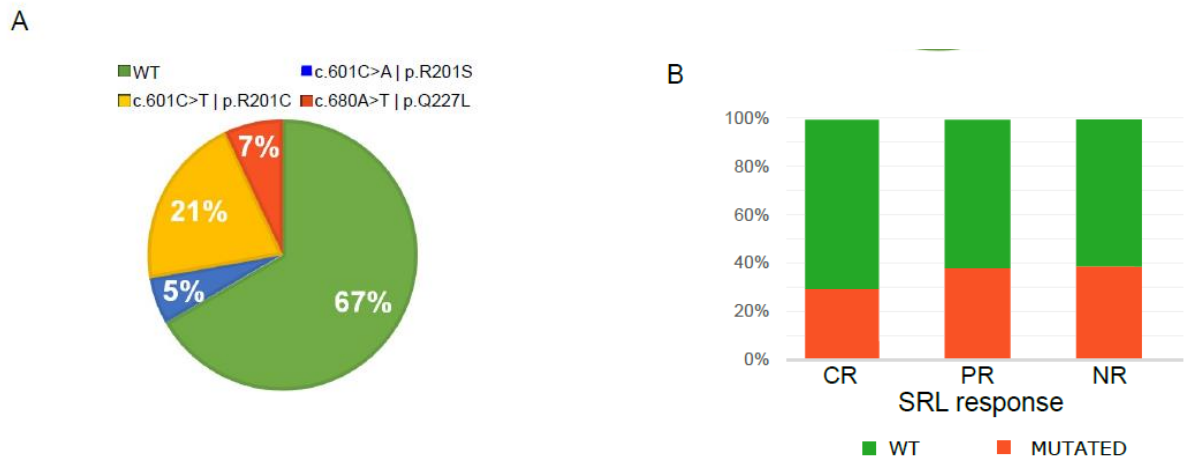 A
WT c.601C>A | p.R201S
c.601C>T | p.R201C c.680A>T | p.Q227L
7%
21%
5%
67%
B
100%
80%
60%
40%
20%
0%
CR PR NR
SRL response
WT MUTATED